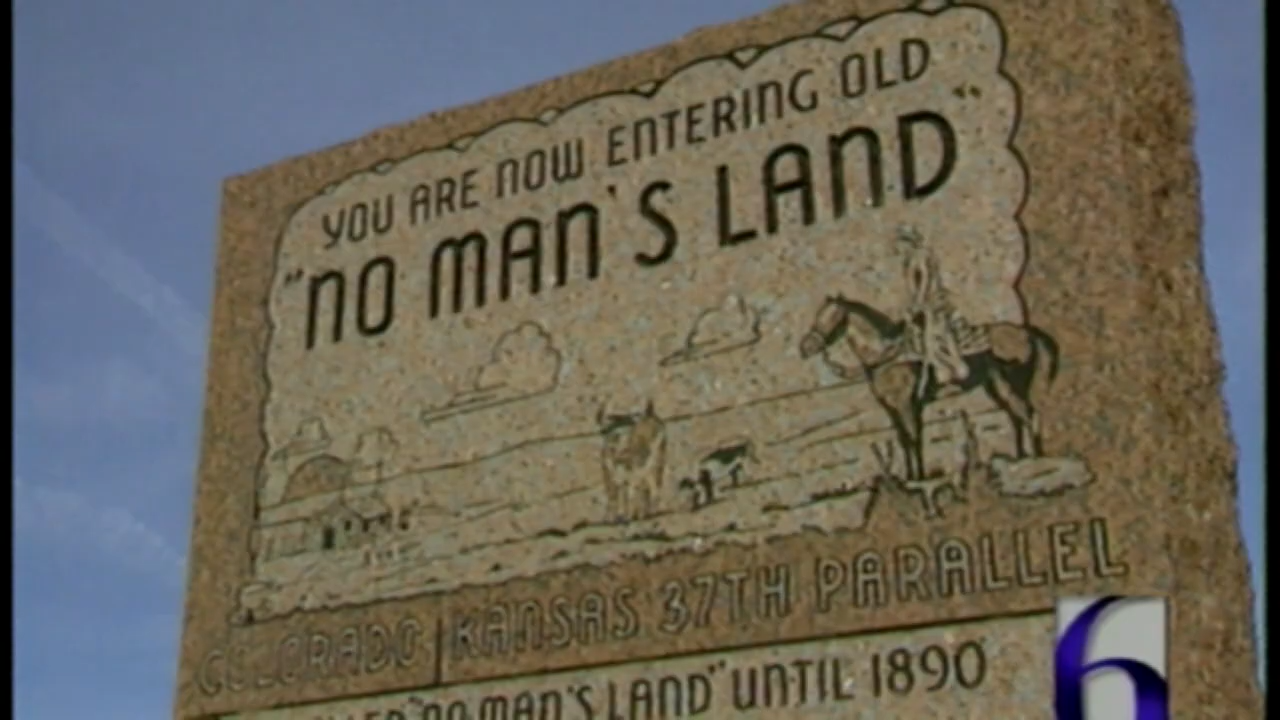 YOU ARE NOW ENTERING OLD
"NO MAN'S LAND"
COLORADO KANSAS 37TH PARALLEL
"NO MAN'S LAND" UNTIL 1890
6